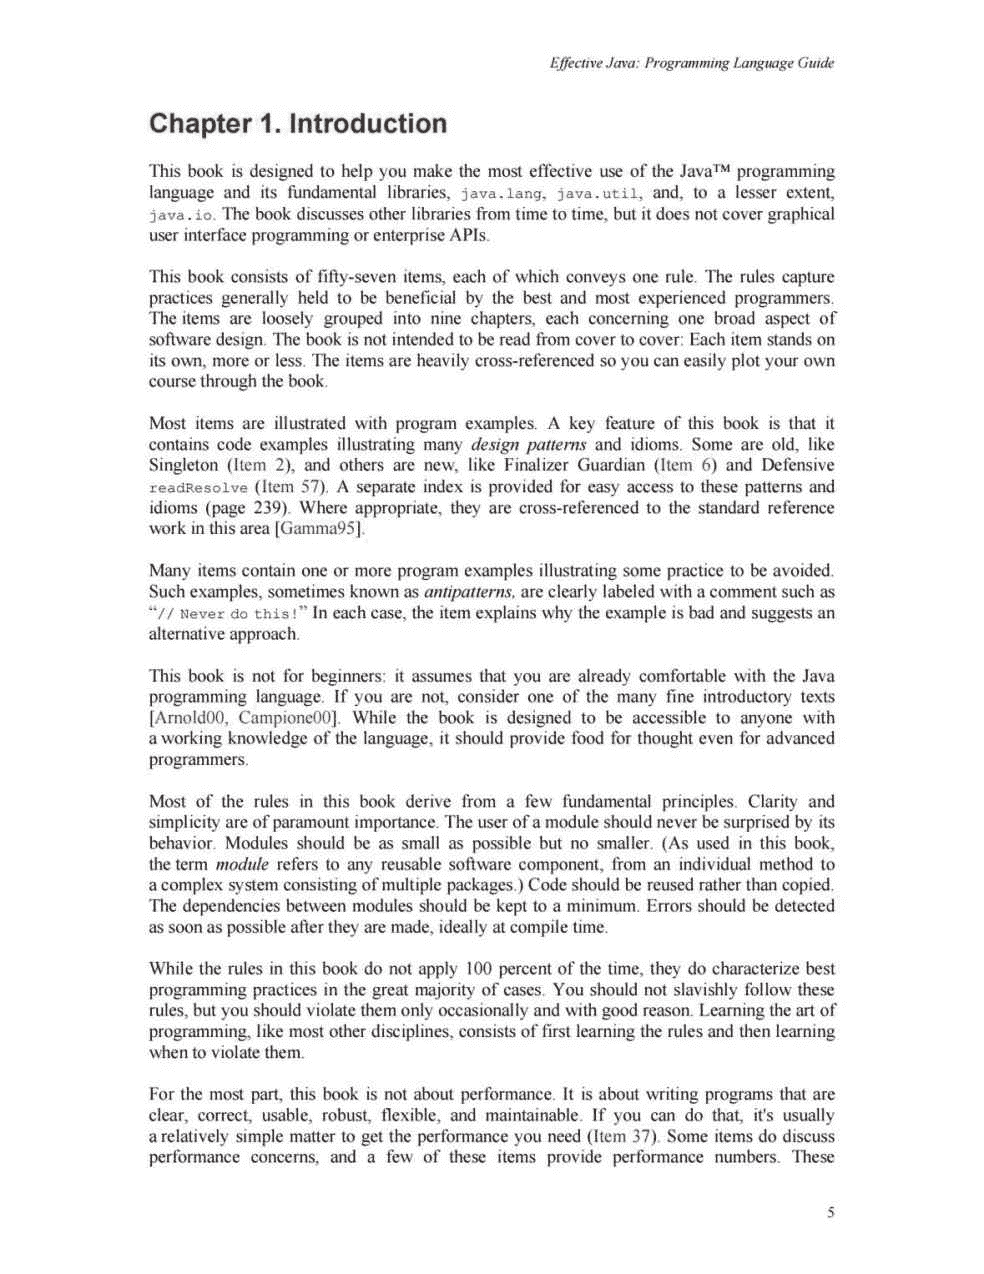 Effective Java: Programming Language Guide
Chapter 1. Introduction
This book is designed to help you make the most effective use of the Java™ programming
language and its fundamental libraries, java.lang, java.util, and, to a lesser extent,
java.io. The book discusses other libraries from time to time, but it does not cover graphical
user interface programming or enterprise APIs.
This book consists of fifty-seven items, each of which conveys one rule. The rules capture
practices generally held to be beneficial by the best and most experienced programmers.
The items are loosely grouped into nine chapters, each concerning one broad aspect of
software design. The book is not intended to be read from cover to cover: Each item stands on
its own, more or less. The items are heavily cross-referenced so you can easily plot your own
course through the book.
Most items are illustrated with program examples. A key feature of this book is that it
contains code examples illustrating many design patterns and idioms. Some are old, like
Singleton (Item 2), and others are new, like Finalizer Guardian (Item 6) and Defensive
readResolve (Item 57). A separate index is provided for easy access to these patterns and
idioms (page 239). Where appropriate, they are cross-referenced to the standard reference
work in this area [Gamma95].
Many items contain one or more program examples illustrating some practice to be avoided.
Such examples, sometimes known as antipatterns, are clearly labeled with a comment such as
“// Never do this!” In each case, the item explains why the example is bad and suggests an
alternative approach.
This book is not for beginners: it assumes that you are already comfortable with the Java
programming language. If you are not, consider one of the many fine introductory texts
[Arnold00, Campione00]. While the book is designed to be accessible to anyone with
a working knowledge of the language, it should provide food for thought even for advanced
programmers.
Most of the rules in this book derive from a few fundamental principles. Clarity and
simplicity are of paramount importance. The user of a module should never be surprised by its
behavior. Modules should be as small as possible but no smaller. (As used in this book,
the term module refers to any reusable software component, from an individual method to
a complex system consisting of multiple packages.) Code should be reused rather than copied.
The dependencies between modules should be kept to a minimum. Errors should be detected
as soon as possible after they are made, ideally at compile time.
While the rules in this book do not apply 100 percent of the time, they do characterize best
programming practices in the great majority of cases. You should not slavishly follow these
rules, but you should violate them only occasionally and with good reason. Learning the art of
programming, like most other disciplines, consists of first learning the rules and then learning
when to violate them.
For the most part, this book is not about performance. It is about writing programs that are
clear, correct, usable, robust, flexible, and maintainable. If you can do that, it's usually
a relatively simple matter to get the performance you need (Item 37). Some items do discuss
performance concerns, and a few of these items provide performance numbers. These
5